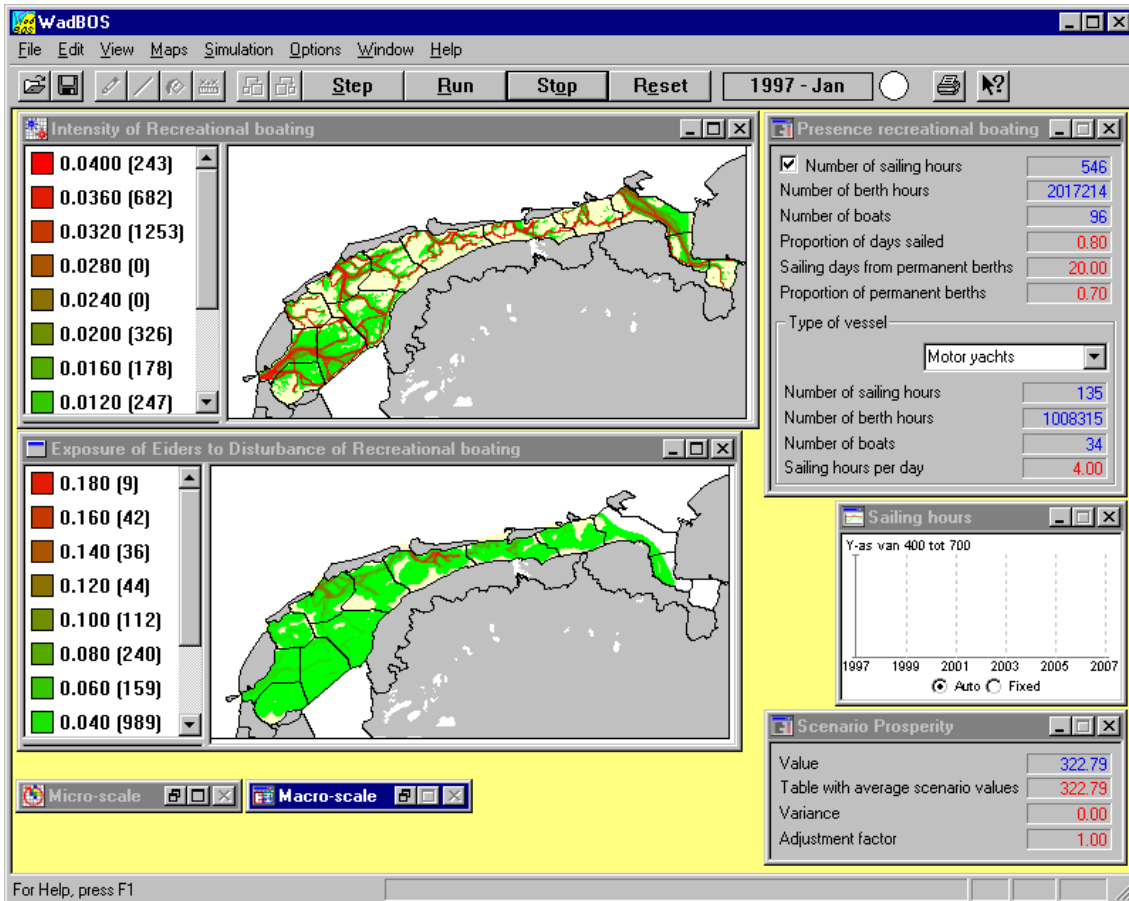 WadBOS
File Edit View Maps Simulation Options Window Help
Step Run Stop Reset 1997 - Jan
Intensity of Recreational boating
0.0400 (243)
0.0360 (682)
0.0320 (1253)
0.0280 (0)
0.0240 (0)
0.0200 (326)
0.0160 (178)
0.0120 (247)
Presence recreational boating
Number of sailing hours 546
Number of berth hours 2017214
Number of boats 96
Proportion of days sailed 0.80
Sailing days from permanent berths 20.00
Proportion of permanent berths 0.70
Type of vessel
Motor yachts
Number of sailing hours 135
Number of berth hours 1008315
Number of boats 34
Sailing hours per day 4.00
Exposure of Eiders to Disturbance of Recreational boating
0.180 (9)
0.160 (42)
0.140 (36)
0.120 (44)
0.100 (112)
0.080 (240)
0.060 (159)
0.040 (989)
Sailing hours
Y-as van 400 tot 700
1997 1999 2001 2003 2005 2007
Auto Fixed
Scenario Prosperity
Value 322.79
Table with average scenario values 322.79
Variance 0.00
Adjustment factor 1.00
Micro-scale
Macro-scale
For Help, press F1